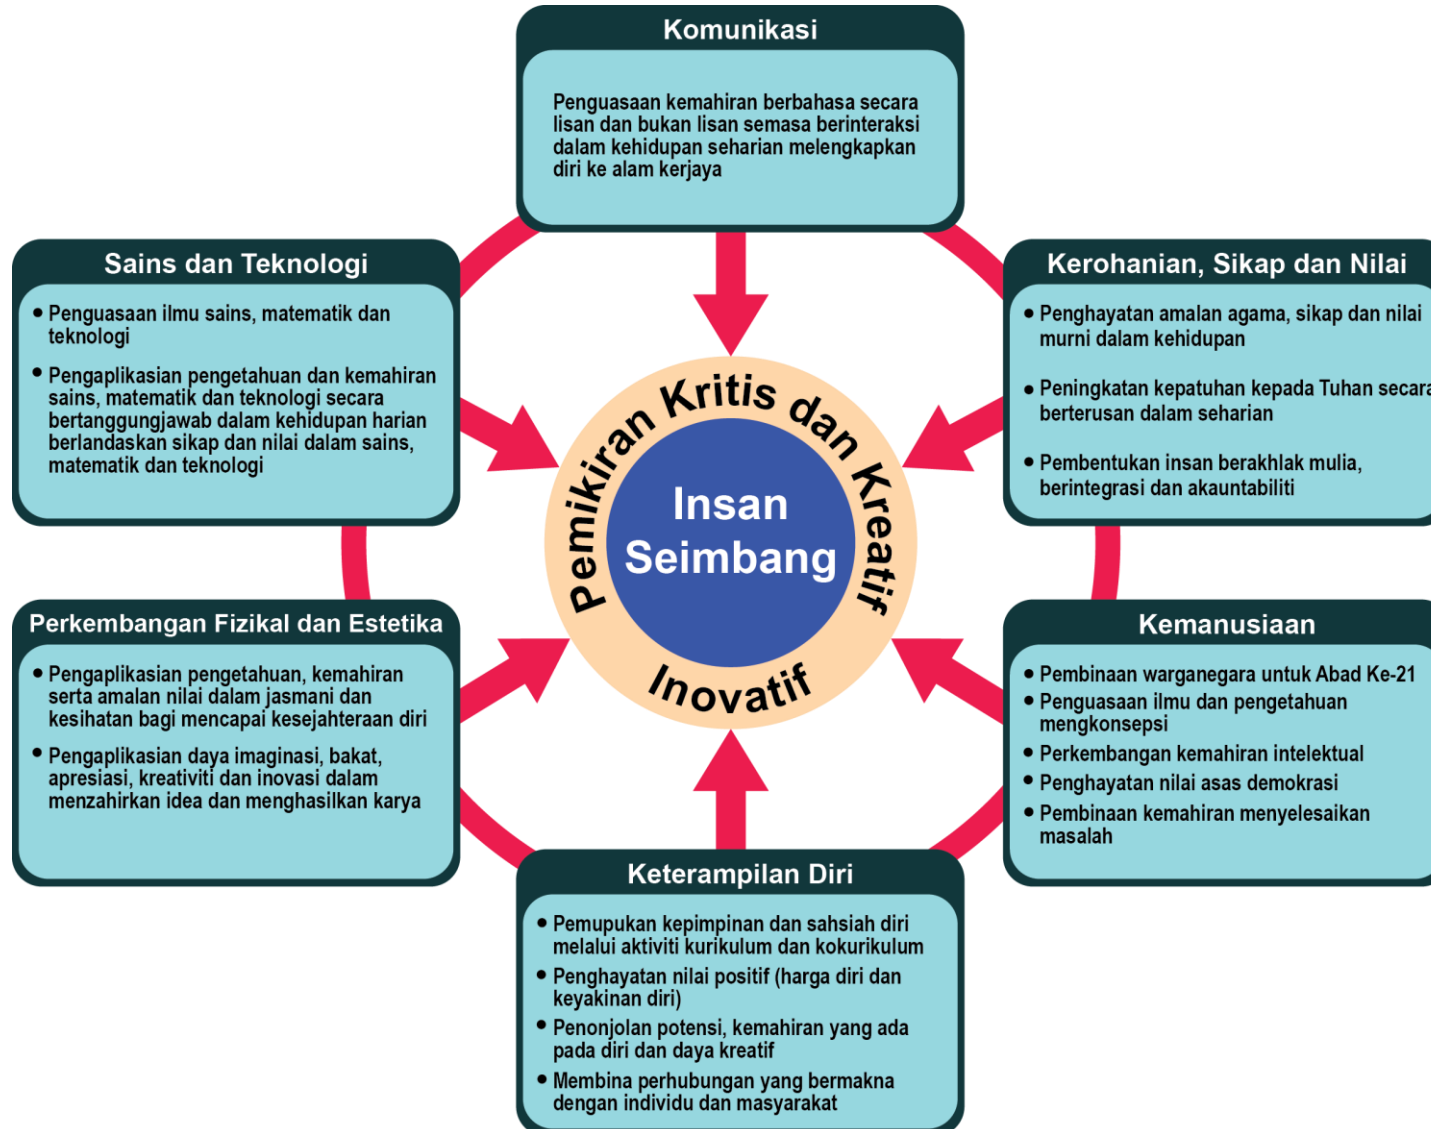 Komunikasi
Penguasaan kemahiran berbahasa secara
lisan dan bukan lisan semasa berinteraksi
dalam kehidupan seharian melengkapkan
diri ke alam kerjaya
Sains dan Teknologi
• Penguasaan ilmu sains, matematik dan
teknologi
• Pengaplikasian pengetahuan dan kemahiran
sains, matematik dan teknologi secara
bertanggungjawab dalam kehidupan harian
berlandaskan sikap dan nilai dalam sains,
matematik dan teknologi
Kerohanian, Sikap dan Nilai
• Penghayatan amalan agama, sikap dan nilai
murni dalam kehidupan
• Peningkatan kepatuhan kepada Tuhan secara
berterusan dalam seharian
• Pembentukan insan berakhlak mulia,
berintegrasi dan akauntabiliti
Pemikiran Kritis dan Kreatif
Insan
Seimbang
Inovatif
Perkembangan Fizikal dan Estetika
• Pengaplikasian pengetahuan, kemahiran
serta amalan nilai dalam jasmani dan
kesihatan bagi mencapai kesejahteraan diri
• Pengaplikasian daya imaginasi, bakat,
apresiasi, kreativiti dan inovasi dalam
menzahirkan idea dan menghasilkan karya
Kemanusiaan
• Pembinaan warganegara untuk Abad Ke-21
• Penguasaan ilmu dan pengetahuan
mengkonsepsi
• Perkembangan kemahiran intelektual
• Penghayatan nilai asas demokrasi
• Pembinaan kemahiran menyelesaikan
masalah
Keterampilan Diri
• Pemupukan kepimpinan dan sahsiah diri
melalui aktiviti kurikulum dan kokurikulum
• Penghayatan nilai positif (harga diri dan
keyakinan diri)
• Penonjolan potensi, kemahiran yang ada
pada diri dan daya kreatif
• Membina perhubungan yang bermakna
dengan individu dan masyarakat